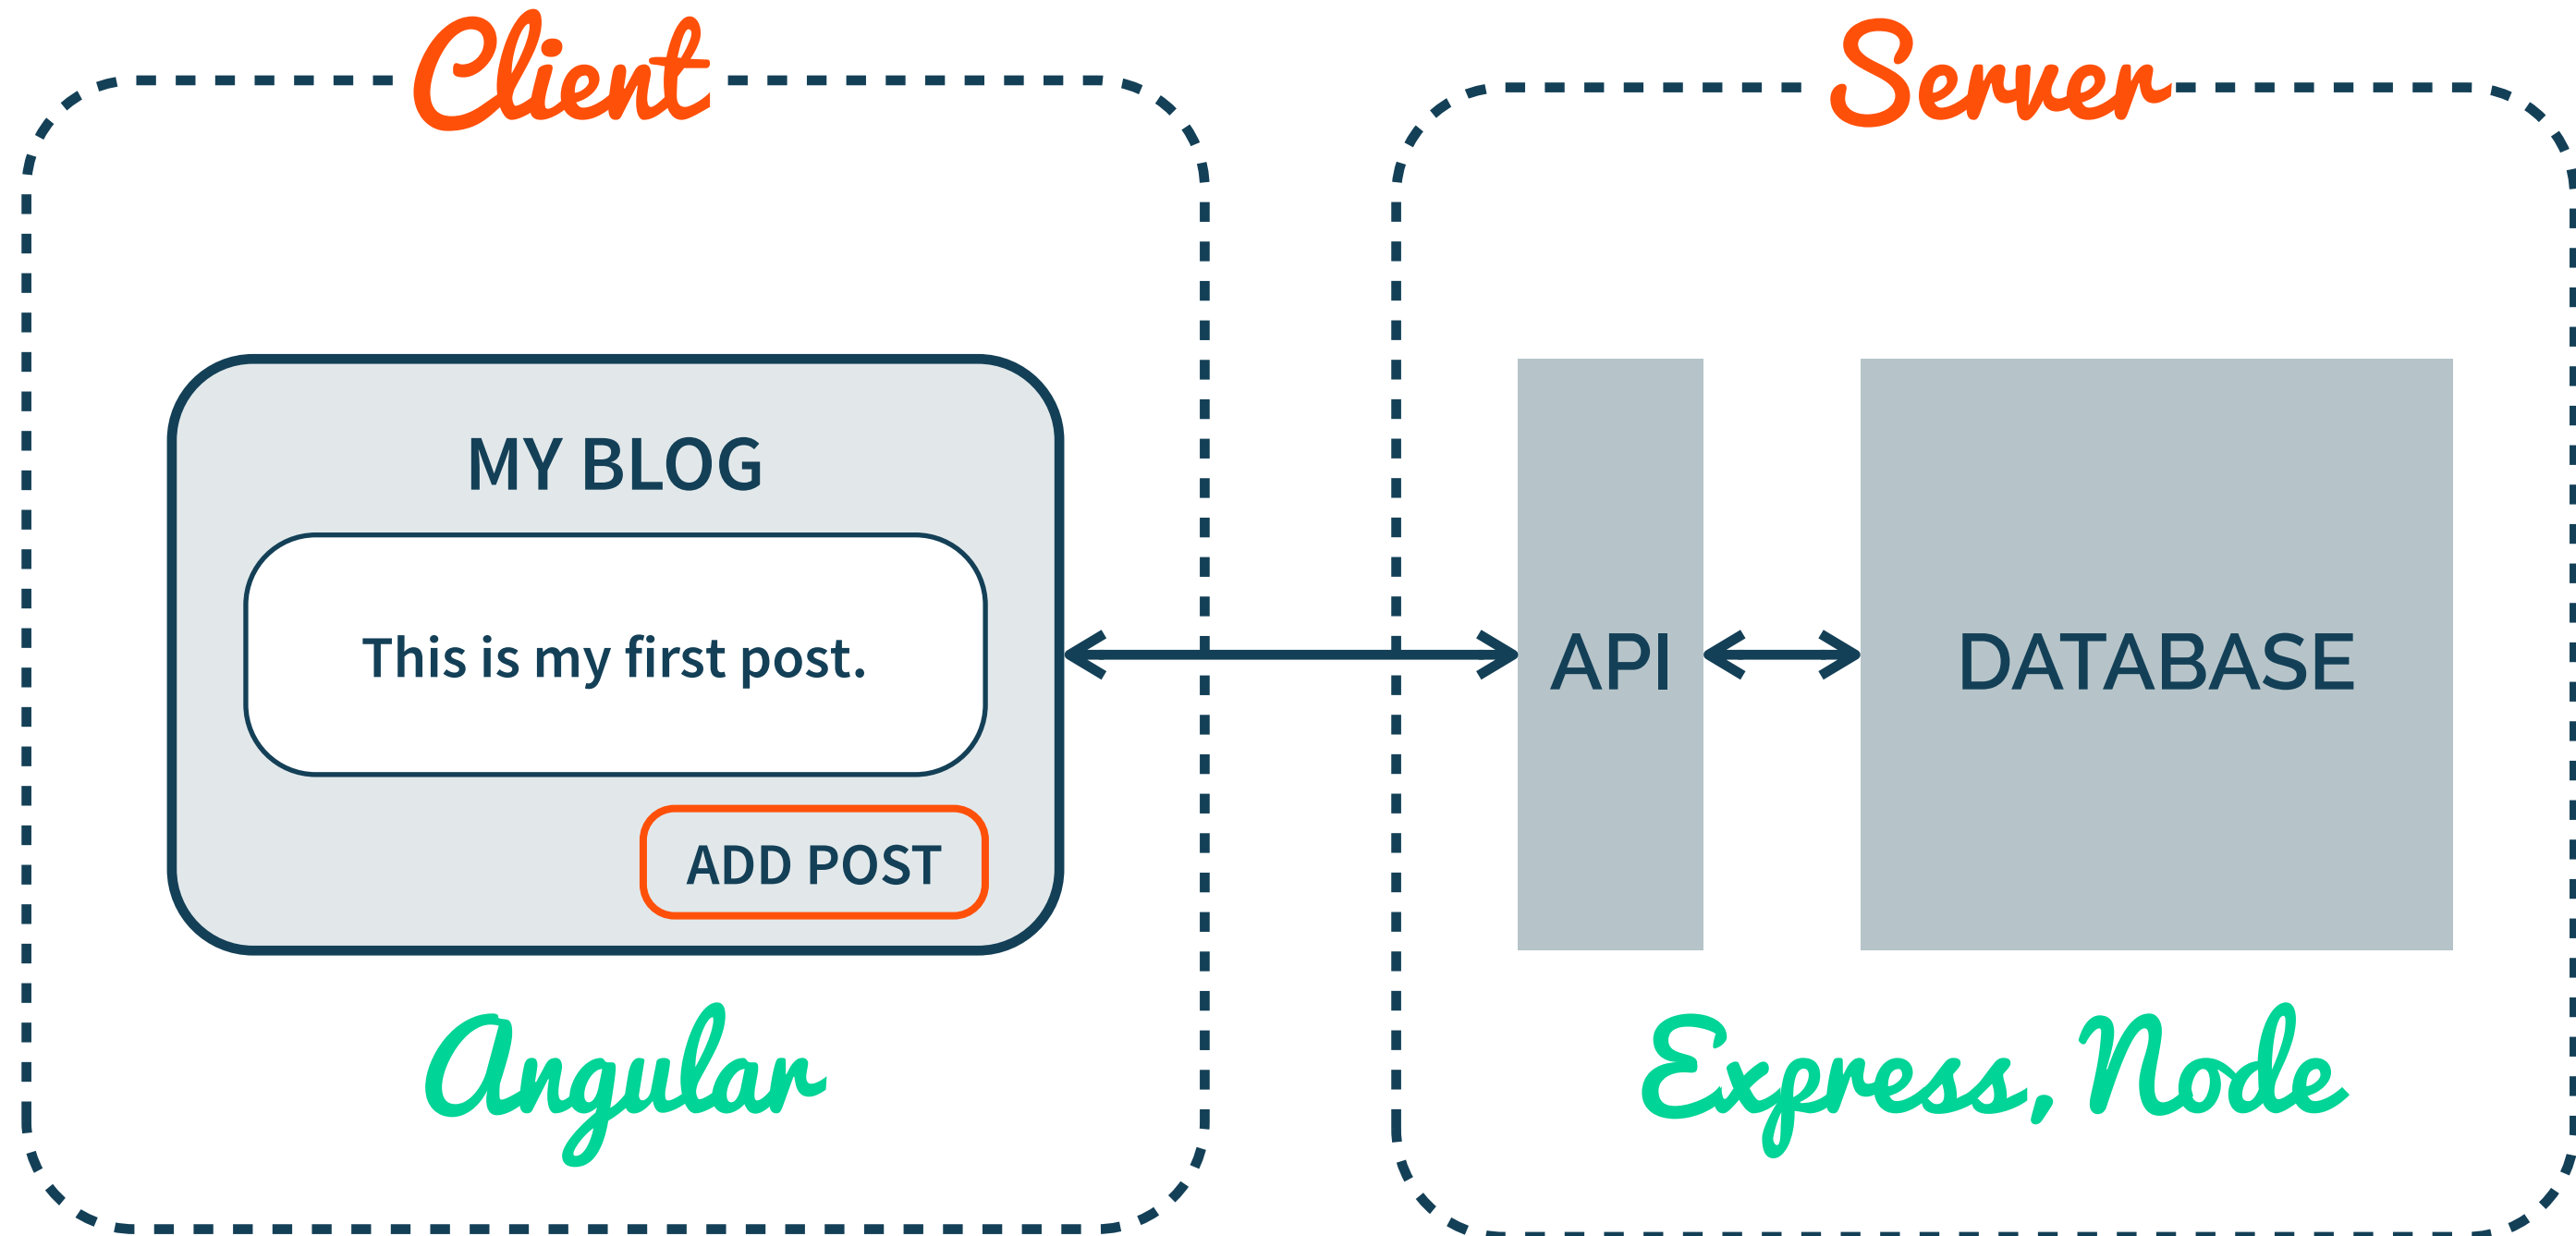 Client
MY BLOG
This is my first post.
ADD POST
Angular
Server
API
DATABASE
Express, Node